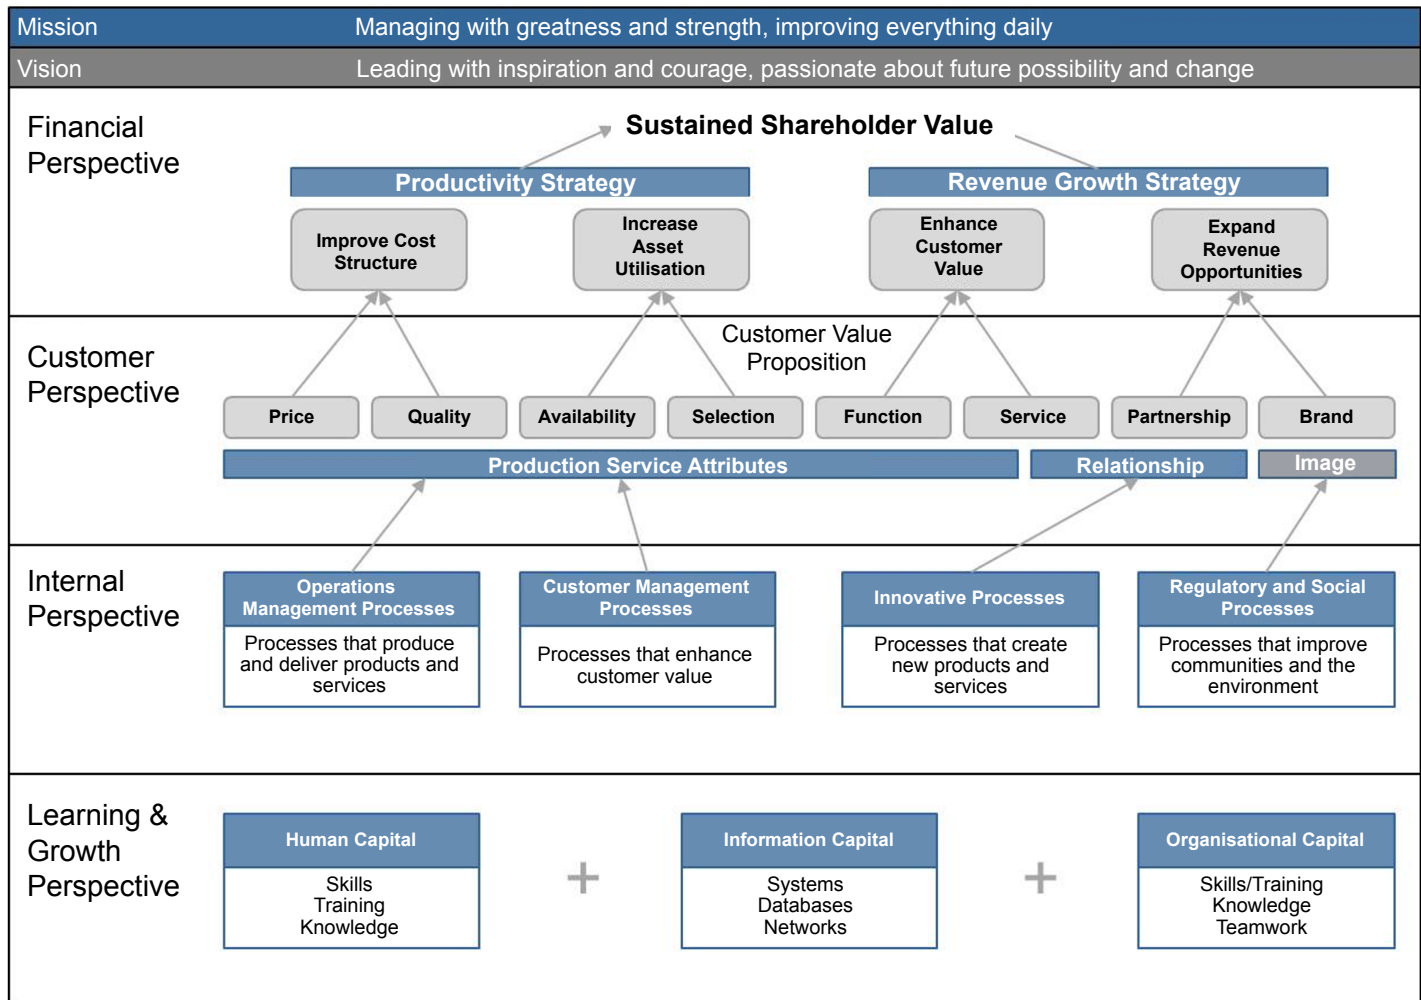 Mission
Managing with greatness and strength, improving everything daily
Vision
Leading with inspiration and courage, passionate about future possibility and change
Financial
Perspective
Sustained Shareholder Value
Productivity Strategy
Revenue Growth Strategy
Improve Cost
Structure
Increase
Asset
Utilisation
Enhance
Customer
Value
Expand
Revenue
Opportunities
Customer
Perspective
Customer Value
Proposition
Price
Quality
Availability
Selection
Function
Service
Partnership
Brand
Production Service Attributes
Relationship
Image
Internal
Perspective
Operations
Management Processes
Processes that produce
and deliver products and
services
Customer Management
Processes
Processes that enhance
customer value
Innovative Processes
Processes that create
new products and
services
Regulatory and Social
Processes
Processes that improve
communities and the
environment
Learning &
Growth
Perspective
Human Capital
Skills
Training
Knowledge
+
Information Capital
Systems
Databases
Networks
+
Organisational Capital
Skills/Training
Knowledge
Teamwork